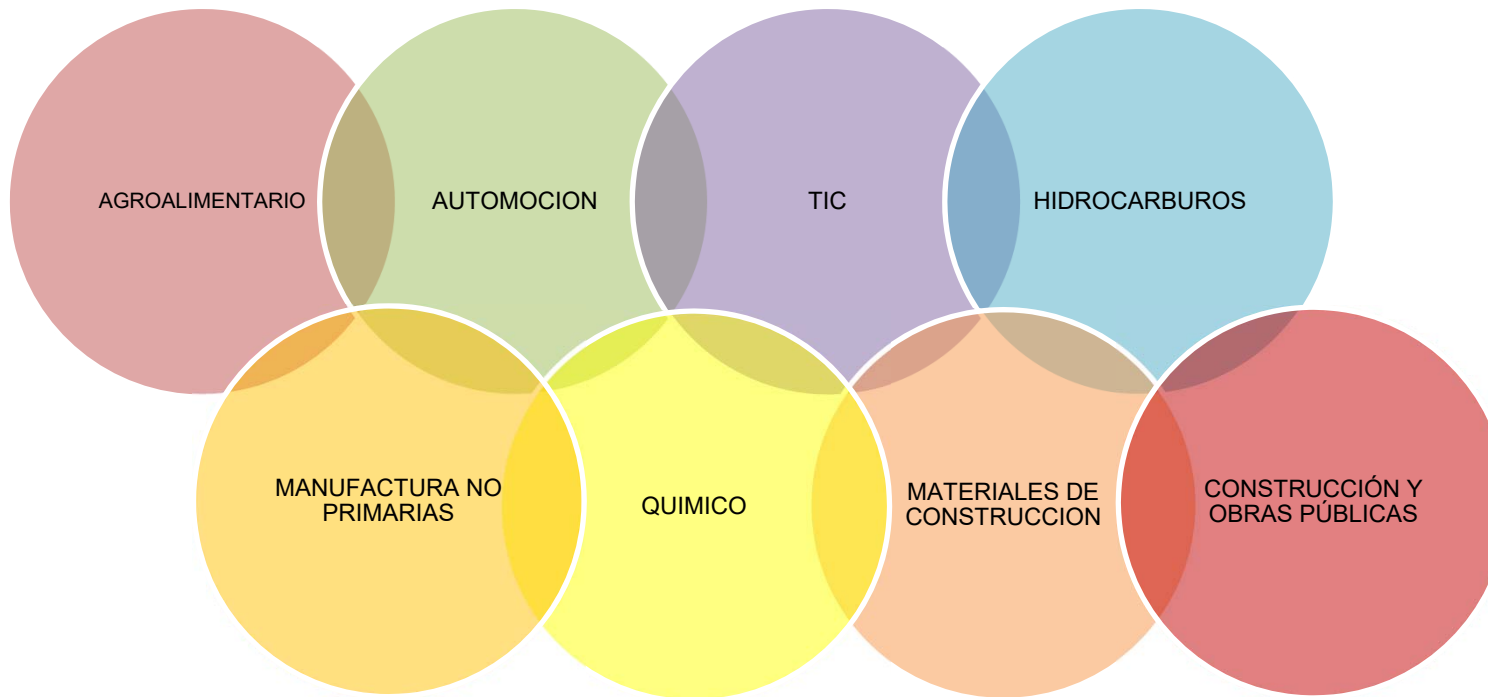 AGROALIMENTARIO
AUTOMOCION
TIC
HIDROCARBUROS
MANUFACTURA NO
PRIMARIAS
QUIMICO
MATERIALES DE
CONSTRUCCION
CONSTRUCCIÓN Y
OBRAS PÚBLICAS